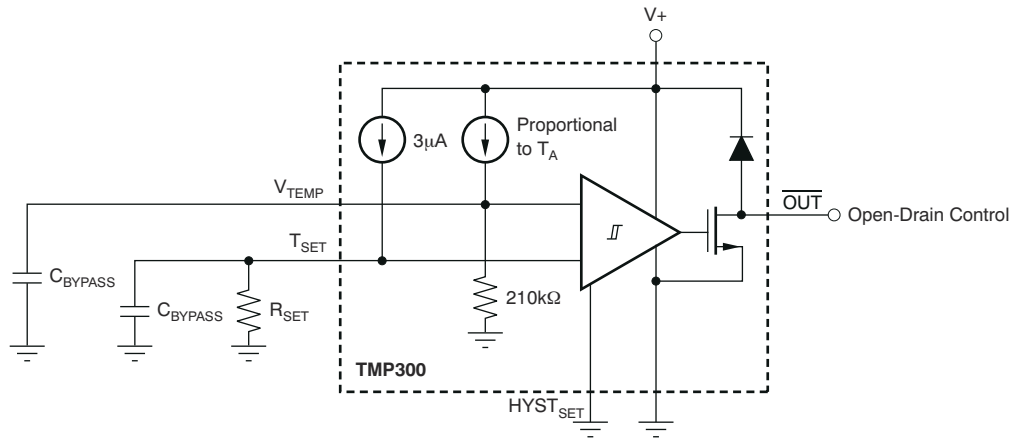 V+
3μA
Proportional
to TA
VTEMP
OUT
Open-Drain Control
TSET
CBYPASS
CBYPASS
RSET
210kΩ
TMP300
HYSTSET